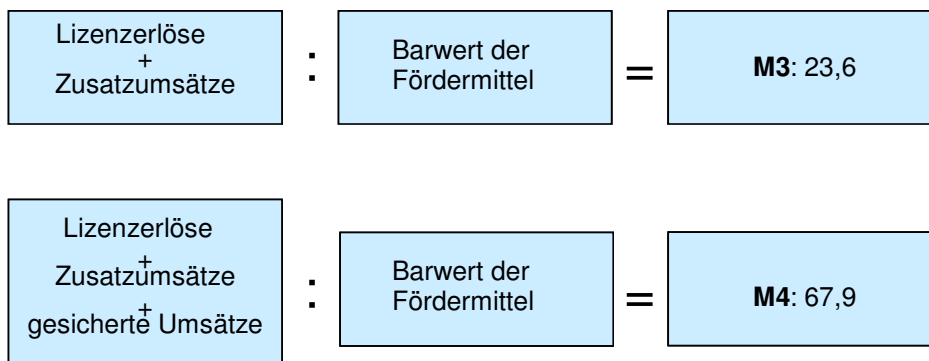 Lizenzerlöse
+
Zusatzumsätze
:
Barwert der
Fördermittel
=
M3: 23,6
Lizenzerlöse
+
Zusatzumsätze
+
gesicherte Umsätze
:
Barwert der
Fördermittel
=
M4: 67,9